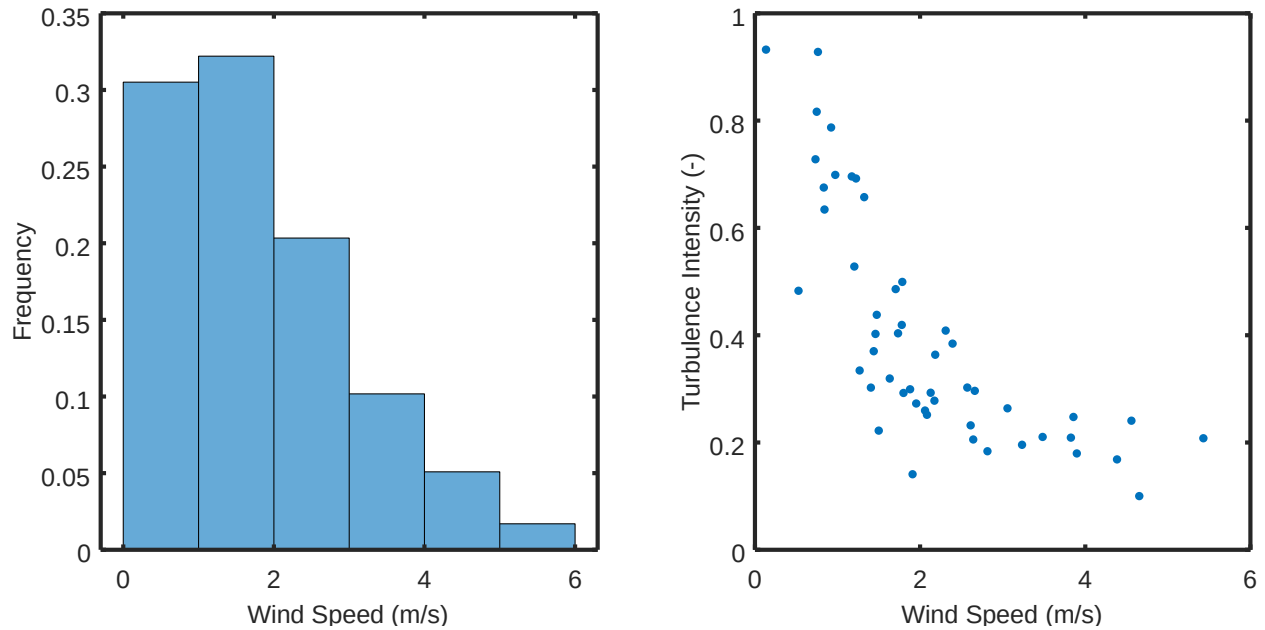 0.35
0.3
0.25
0.2
0.15
0.1
0.05
0
Frequency
0 2 4 6
Wind Speed (m/s)
1
0.8
0.6
0.4
0.2
0
Turbulence Intensity (-)
0 2 4 6
Wind Speed (m/s)